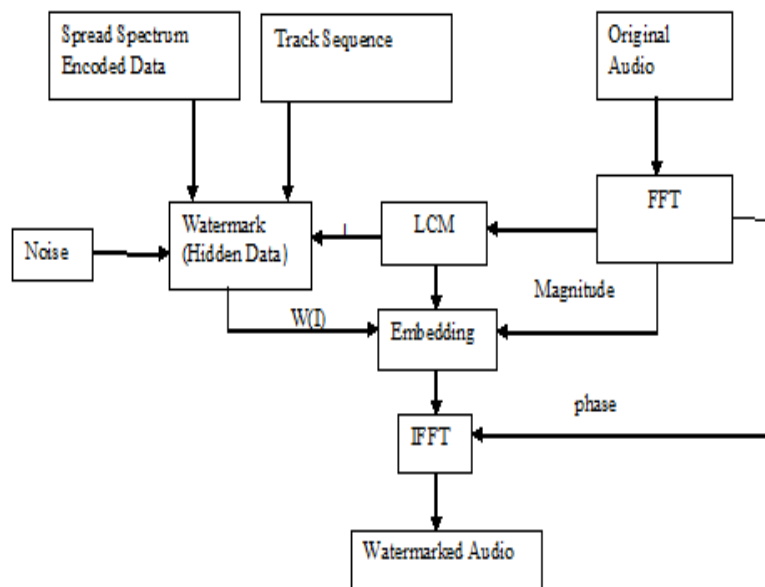 Spread Spectrum
Encoded Data
Track Sequence
Original
Audio
Noise
Watermark
(Hidden Data)
LCM
FFT
W(I)
Embedding
Magnitude
IFFT
phase
Watermarked Audio